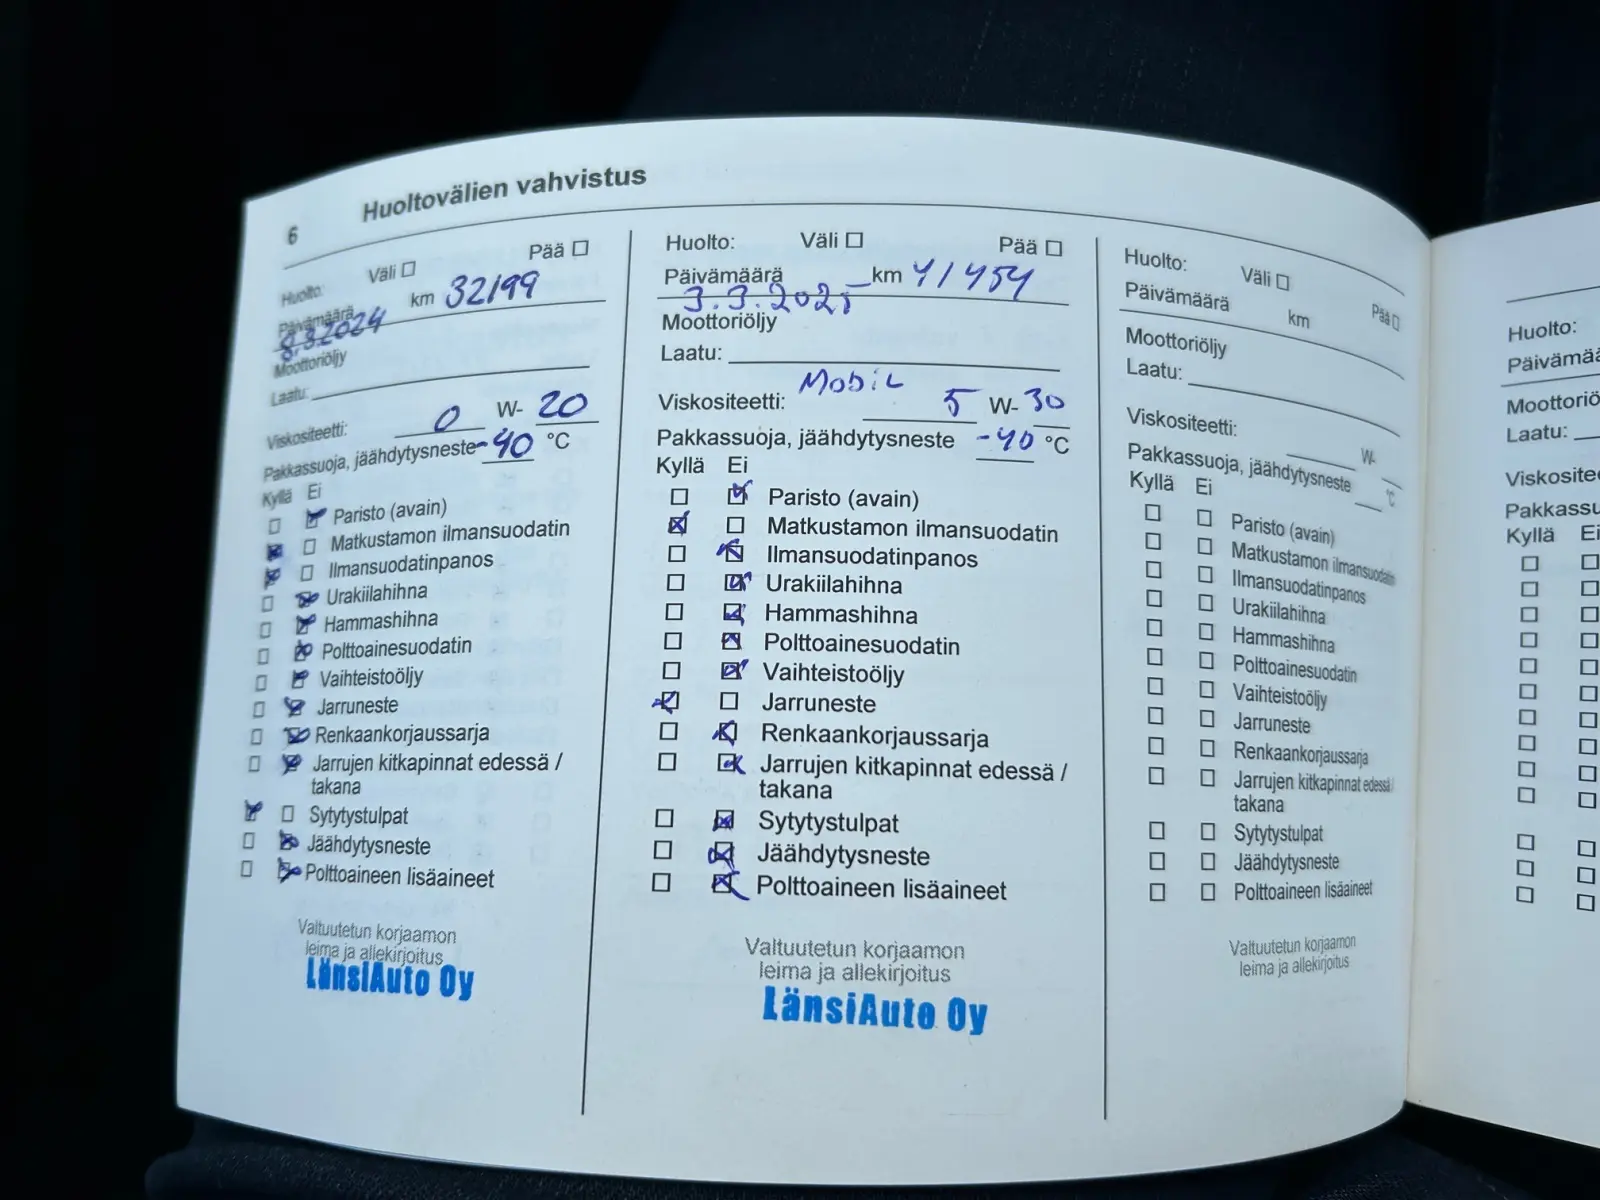 6 Huoltovälien vahvistus
Huolto: Väli Pää
Päivämäärä km 32199
8.3.2024
Moottoriöljy
Laatu:
Viskositeetti: 0 W- 20
Pakkassuoja, jäähdytysneste -40 °C
Kyllä Ei
Paristo (avain)
Matkustamon ilmansuodatin
Ilmansuodatinpanos
Urakiilahihna
Hammashihna
Polttoainesuodatin
Vaihteistoöljy
Jarruneste
Renkaankorjaussarja
Jarrujen kitkapinnat edessä /
takana
Sytytystulpat
Jäähdytysneste
Polttoaineen lisäaineet
Valtuutetun korjaamon
leima ja allekirjoitus
LänsiAuto Oy
Huolto: Väli Pää
Päivämäärä km 41454
3.3.2025
Moottoriöljy
Laatu:
Mobil
Viskositeetti: 5 W- 30
Pakkassuoja, jäähdytysneste -40 °C
Kyllä Ei
Paristo (avain)
Matkustamon ilmansuodatin
Ilmansuodatinpanos
Urakiilahihna
Hammashihna
Polttoainesuodatin
Vaihteistoöljy
Jarruneste
Renkaankorjaussarja
Jarrujen kitkapinnat edessä /
takana
Sytytystulpat
Jäähdytysneste
Polttoaineen lisäaineet
Valtuutetun korjaamon
leima ja allekirjoitus
LänsiAuto Oy
Huolto: Väli Pää
Päivämäärä km
Moottoriöljy
Laatu:
Viskositeetti: W-
Pakkassuoja, jäähdytysneste °C
Kyllä Ei
Paristo (avain)
Matkustamon ilmansuodatin
Ilmansuodatinpanos
Urakiilahihna
Hammashihna
Polttoainesuodatin
Vaihteistoöljy
Jarruneste
Renkaankorjaussarja
Jarrujen kitkapinnat edessä /
takana
Sytytystulpat
Jäähdytysneste
Polttoaineen lisäaineet
Valtuutetun korjaamon
leima ja allekirjoitus
Huolto:
Päivämää
Moottoriö
Laatu:
Viskositee
Pakkassu
Kyllä Ei